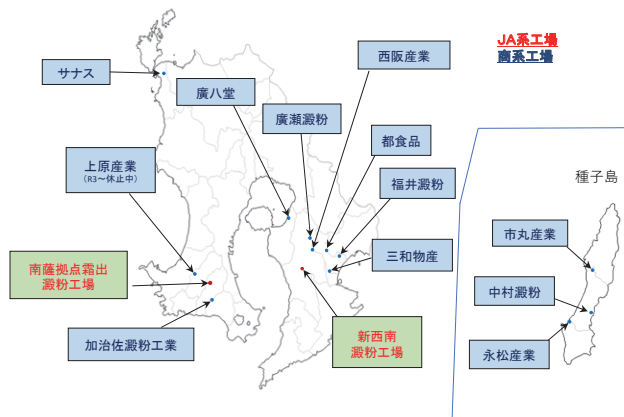 JA系工場
商系工場
西阪産業
サナス
廣八堂
廣瀬澱粉
都食品
上原産業
(R3～休止中)
福井澱粉
種子島
市丸産業
三和物産
南薩拠点霜出
澱粉工場
中村澱粉
加治佐澱粉工業
新西南
澱粉工場
永松産業